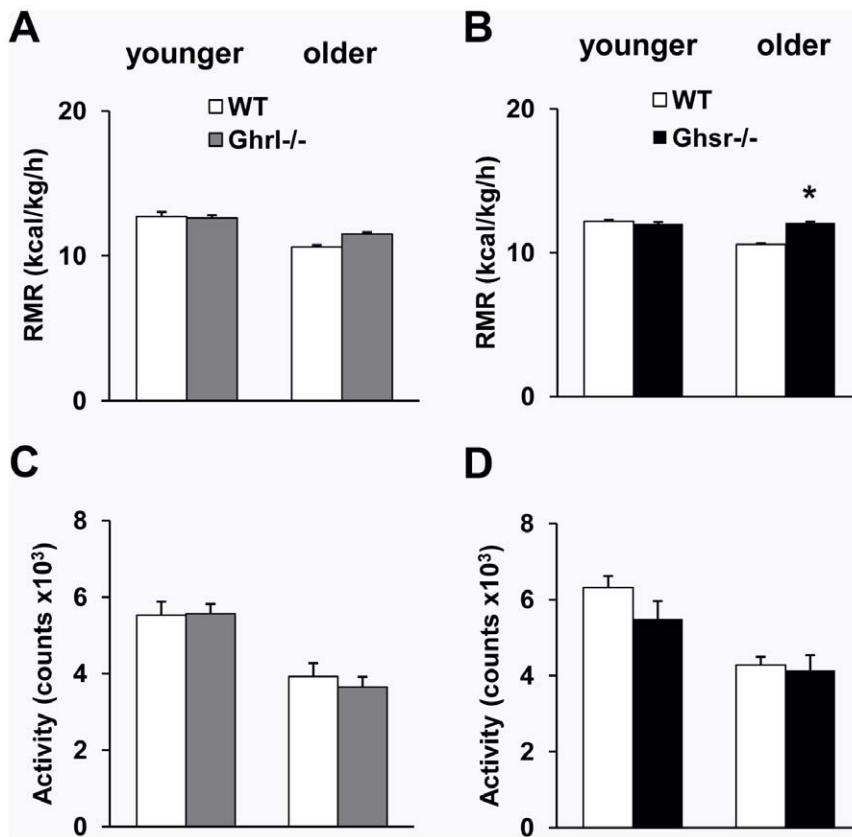 A
younger older
WT
Ghrl-/-
RMR (kcal/kg/h)
20
10
0
B
younger older
WT
Ghsr-/-
*
RMR (kcal/kg/h)
20
10
0
C
Activity (counts x10³)
8
6
4
2
0
D
Activity (counts x10³)
8
6
4
2
0